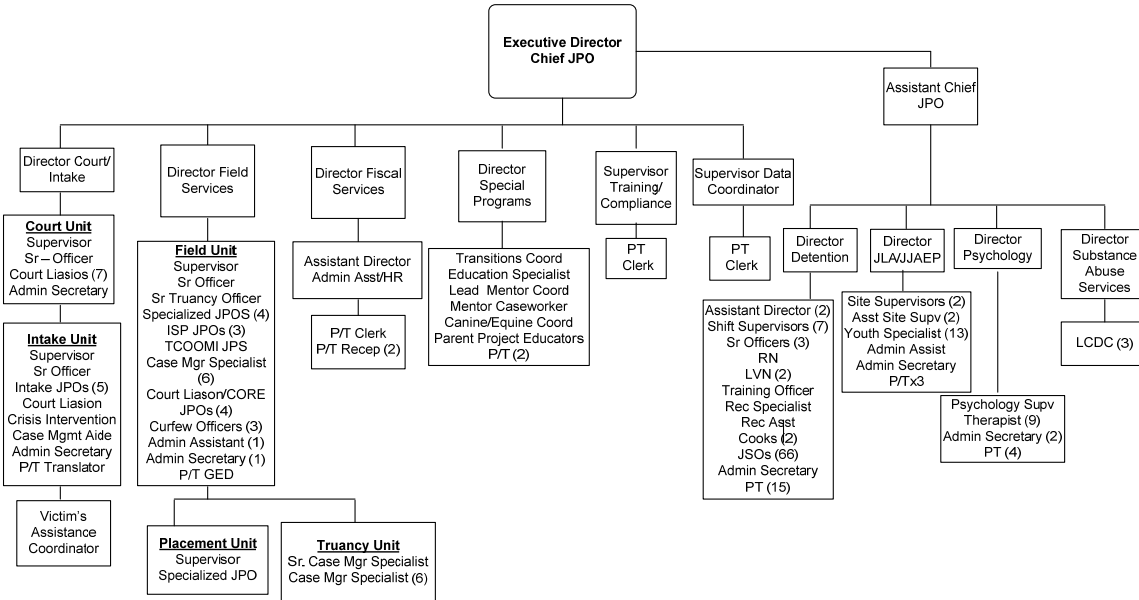 Executive Director
Chief JPO
Assistant Chief
JPO
Director Court/
Intake
Director Field
Services
Director Fiscal
Services
Director
Special
Programs
Supervisor
Training/
Compliance
Supervisor Data
Coordinator
Court Unit
Supervisor
Sr – Officer
Court Liasios (7)
Admin Secretary
Intake Unit
Supervisor
Sr Officer
Intake JPOs (5)
Court Liasion
Crisis Intervention
Case Mgmt Aide
Admin Secretary
P/T Translator
Victim's
Assistance
Coordinator
Field Unit
Supervisor
Sr Officer
Sr Truancy Officer
Specialized JPOS (4)
ISP JPOs (3)
TCOOMI JPS
Case Mgr Specialist
(6)
Court Liason/CORE
JPOs (4)
Curfew Officers (3)
Admin Assistant (1)
Admin Secretary (1)
P/T GED
Placement Unit
Supervisor
Specialized JPO
Truancy Unit
Sr. Case Mgr Specialist
Case Mgr Specialist (6)
Assistant Director
Admin Asst/HR
P/T Clerk
P/T Recep (2)
Transitions Coord
Education Specialist
Lead Mentor Coord
Mentor Caseworker
Canine/Equine Coord
Parent Project Educators
P/T (2)
PT
Clerk
PT
Clerk
Director
Detention
Director
JLA/JJAEP
Director
Psychology
Director
Substance
Abuse
Services
Assistant Director (2)
Shift Supervisors (7)
Sr Officers (3)
RN
LVN (2)
Training Officer
Rec Specialist
Rec Asst
Cooks (2)
JSOs (66)
Admin Secretary
PT (15)
Site Supervisors (2)
Asst Site Supv (2)
Youth Specialist (13)
Admin Assist
Admin Secretary
P/Tx3
Psychology Supv
Therapist (9)
Admin Secretary (2)
PT (4)
LCDC (3)